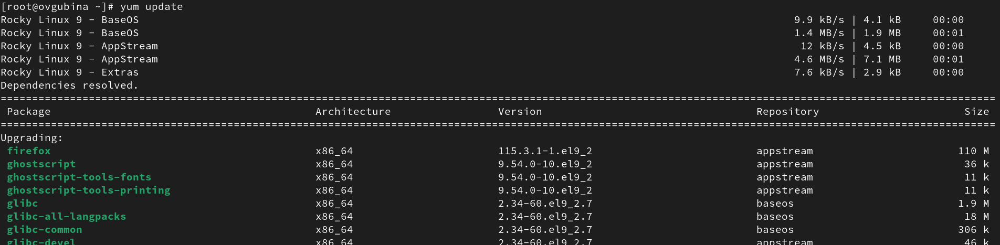 [root@ovgubina ~]# yum update
Rocky Linux 9 - BaseOS 9.9 kB/s | 4.1 kB 00:00
Rocky Linux 9 - BaseOS 1.4 MB/s | 1.9 MB 00:01
Rocky Linux 9 - AppStream 12 kB/s | 4.5 kB 00:00
Rocky Linux 9 - AppStream 4.6 MB/s | 7.1 MB 00:01
Rocky Linux 9 - Extras 7.6 kB/s | 2.9 kB 00:00
Dependencies resolved.
================================================================================
Package Architecture Version Repository Size
================================================================================
Upgrading:
firefox x86_64 115.3.1-1.el9_2 appstream 110 M
ghostscript x86_64 9.54.0-10.el9_2 appstream 36 k
ghostscript-tools-fonts x86_64 9.54.0-10.el9_2 appstream 11 k
ghostscript-tools-printing x86_64 9.54.0-10.el9_2 appstream 11 k
glibc x86_64 2.34-60.el9_2.7 baseos 1.9 M
glibc-all-langpacks x86_64 2.34-60.el9_2.7 baseos 18 M
glibc-common x86_64 2.34-60.el9_2.7 baseos 306 k
glibc-devel x86_64 2.34-60.el9_2.7 appstream 46 k